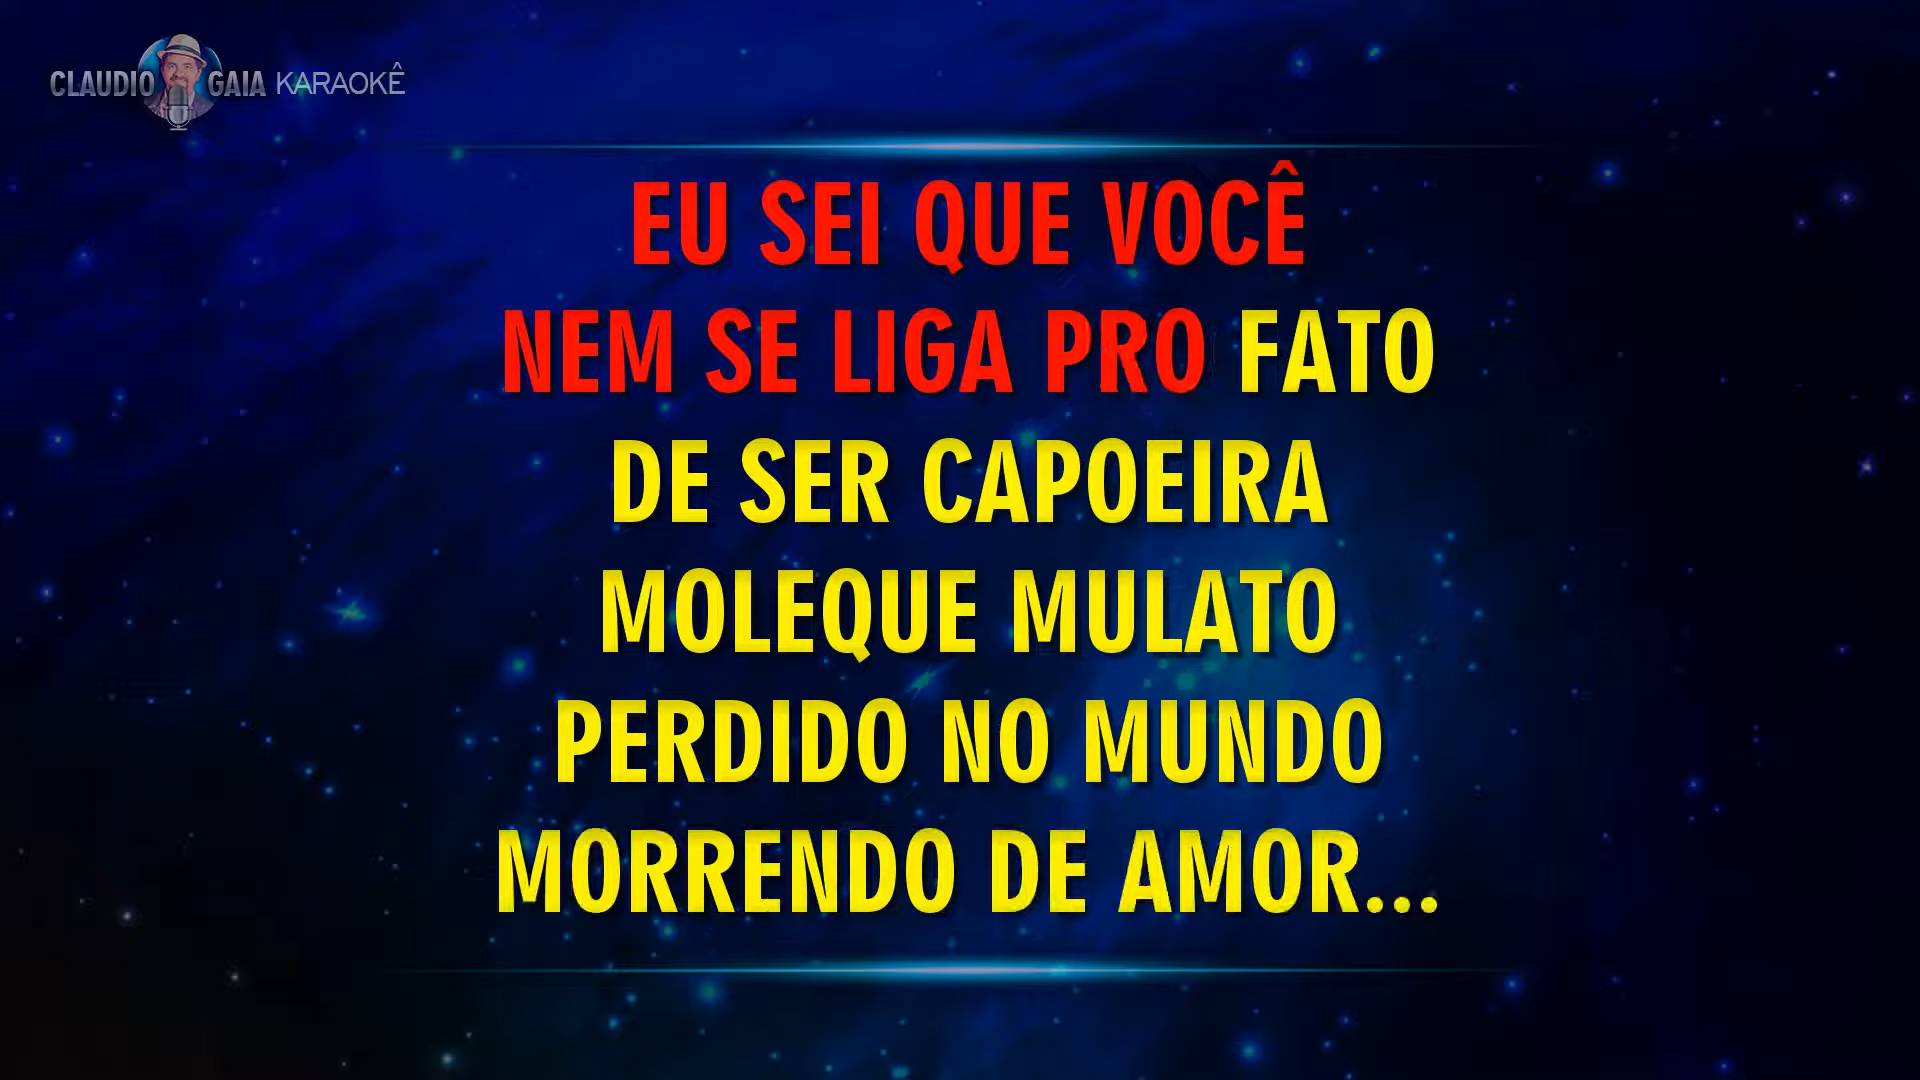 CLAUDIO GAIA KARAOKÊ
EU SEI QUE VOCÊ
NEM SE LIGA PRO FATO
DE SER CAPOEIRA
MOLEQUE MULATO
PERDIDO NO MUNDO
MORRENDO DE AMOR...